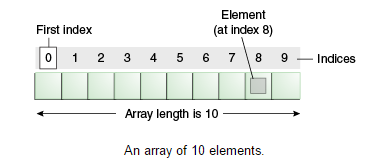 Element
(at index 8)
First index
0 1 2 3 4 5 6 7 8 9 Indices
Array length is 10
An array of 10 elements.